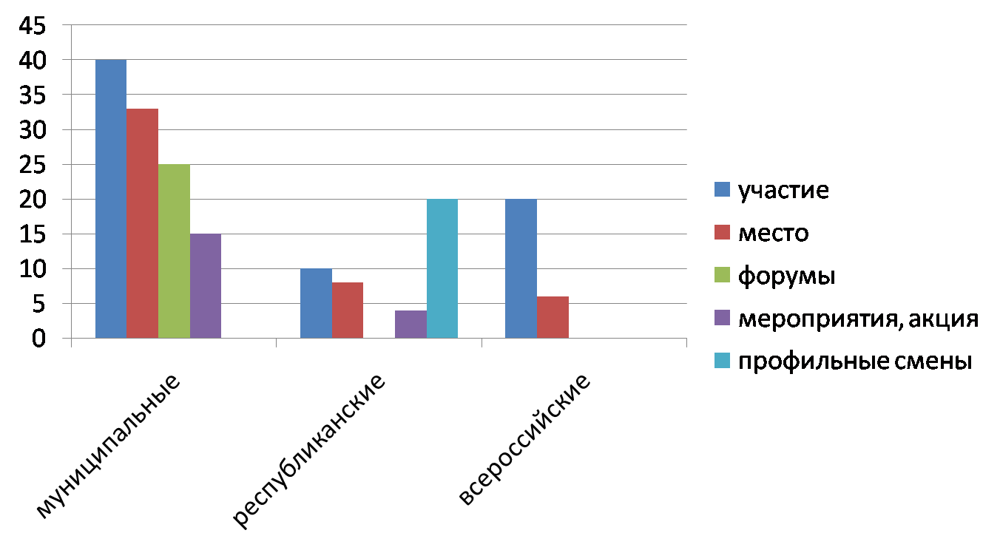 45
40
35
30
25
20
15
10
5
0
муниципальные
республиканские
всероссийские
участие
место
форумы
мероприятия, акция
профильные смены